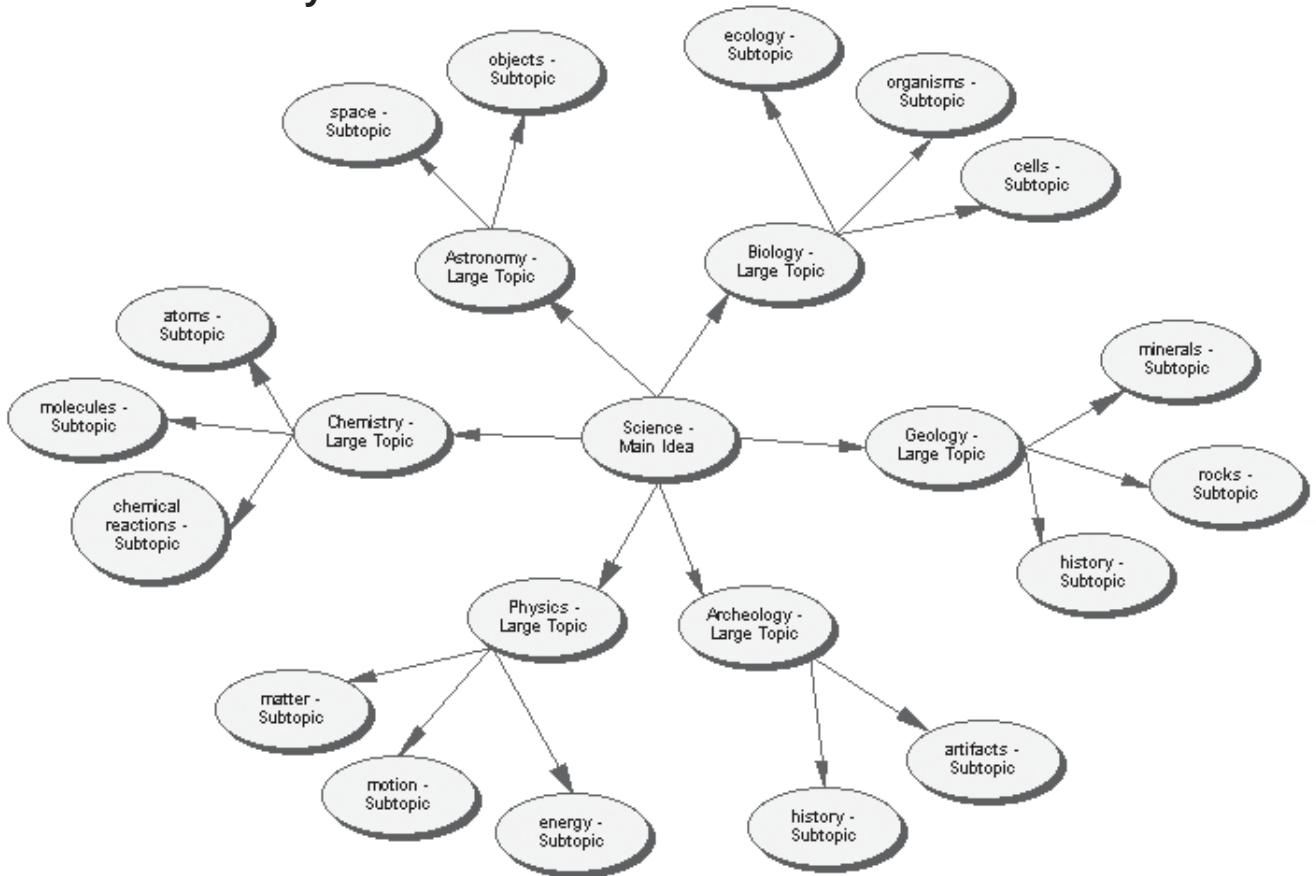 objects -
Subtopic
space -
Subtopic
ecology -
Subtopic
organisms -
Subtopic
cells -
Subtopic
Astronomy -
Large Topic
Biology -
Large Topic
atoms -
Subtopic
molecules -
Subtopic
chemical
reactions -
Subtopic
Chemistry -
Large Topic
Science -
Main Idea
Geology -
Large Topic
minerals -
Subtopic
rocks -
Subtopic
history -
Subtopic
Physics -
Large Topic
Archeology -
Large Topic
matter -
Subtopic
motion -
Subtopic
energy -
Subtopic
history -
Subtopic
artifacts -
Subtopic